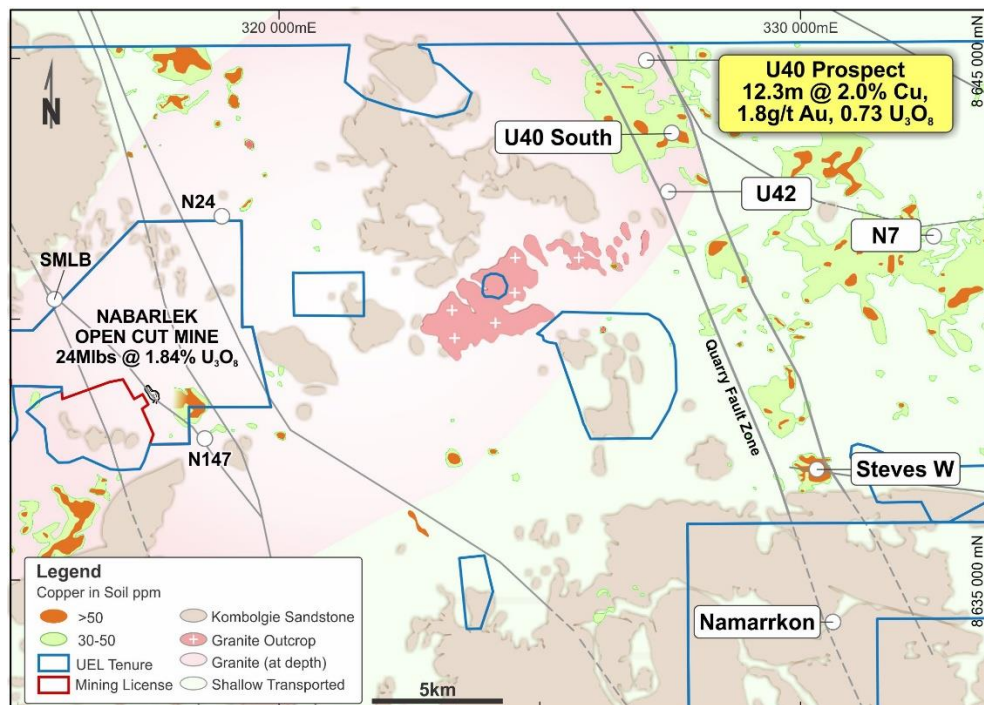 320 000mE
330 000mE
8 645 000 mN
N
U40 Prospect
12.3m @ 2.0% Cu,
1.8g/t Au, 0.73 U₃O₈
U40 South
U42
N24
N7
SMLB
NABARLEK
OPEN CUT MINE
24Mlbs @ 1.84% U₃O₈
Quarry Fault Zone
N147
Steves W
Legend
Copper in Soil ppm
>50
30-50
UEL Tenure
Mining License
Kombolgie Sandstone
Granite Outcrop
Granite (at depth)
Shallow Transported
5km
Namarrkon
8 635 000 mN